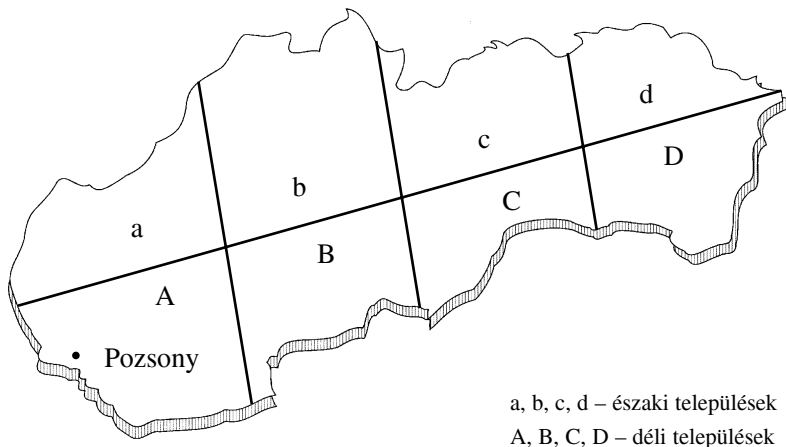 d
c
b
D
C
a
B
A
Pozsony
a, b, c, d – északi települések
A, B, C, D – déli települések